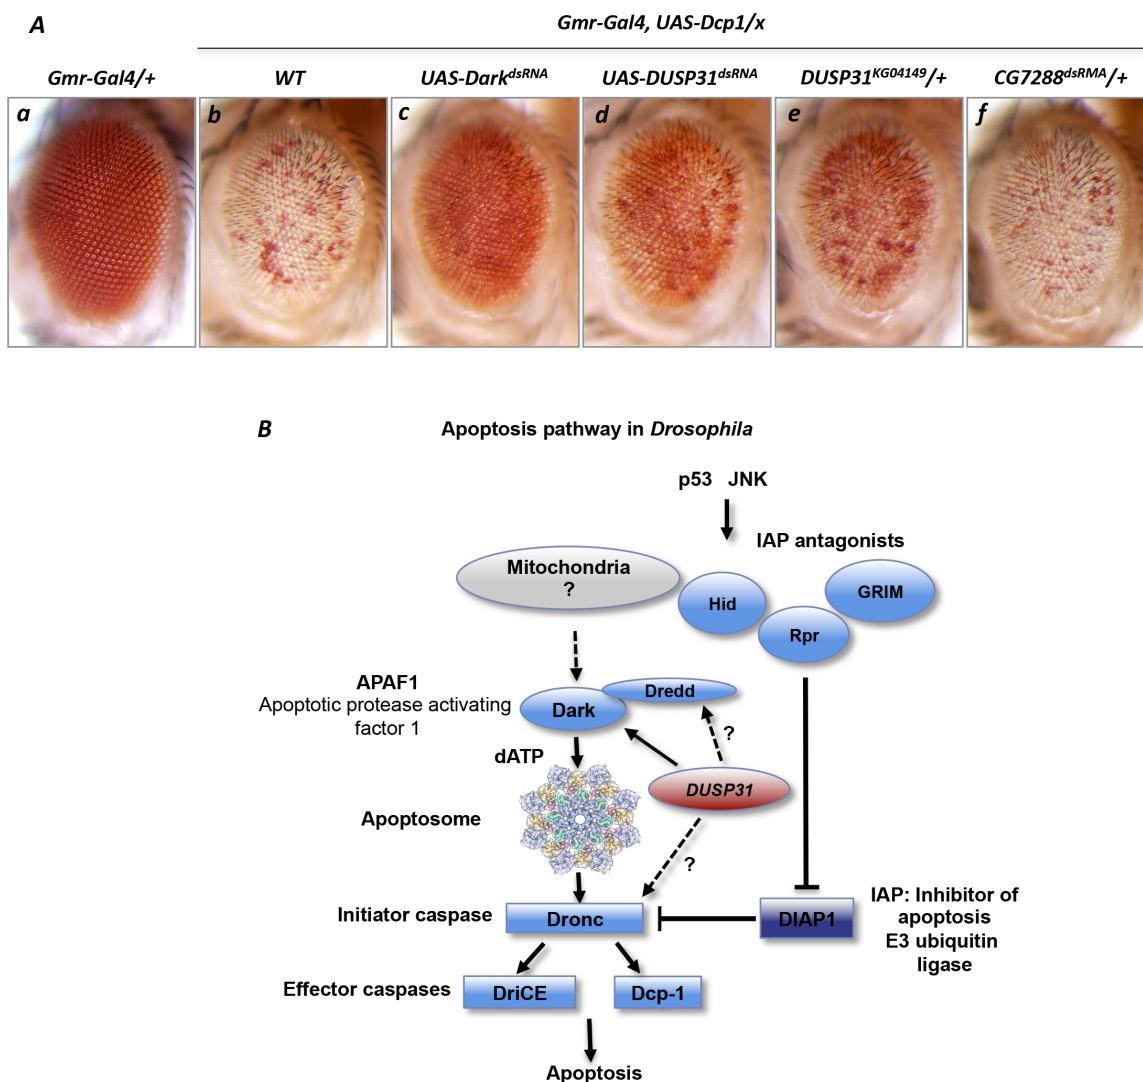 A
Gmr-Gal4, UAS-Dcp1/x
Gmr-Gal4/+
WT
UAS-Dark^dsRNA
UAS-DUSP31^dsRNA
DUSP31^KG04149/+
CG7288^dsRMA/+
a
b
c
d
e
f
B
Apoptosis pathway in Drosophila
p53 JNK
IAP antagonists
Mitochondria
?
Hid
GRIM
Rpr
APAF1
Apoptotic protease activating
factor 1
Dark
Dredd
?
dATP
DUSP31
Apoptosome
?
Initiator caspase
Dronc
DIAP1
IAP: Inhibitor of
apoptosis
E3 ubiquitin
ligase
Effector caspases
DriCE
Dcp-1
Apoptosis